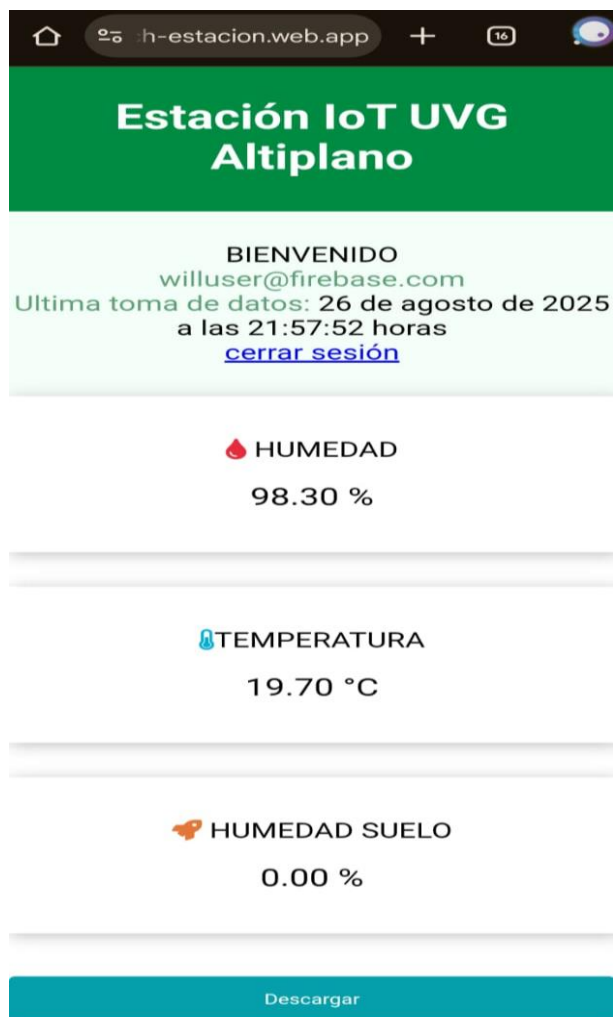 h-estacion.web.app
16
Estación IoT UVG
Altiplano
BIENVENIDO
willuser@firebase.com
Ultima toma de datos: 26 de agosto de 2025
a las 21:57:52 horas
cerrar sesión
HUMEDAD
98.30 %
TEMPERATURA
19.70 °C
HUMEDAD SUELO
0.00 %
Descargar